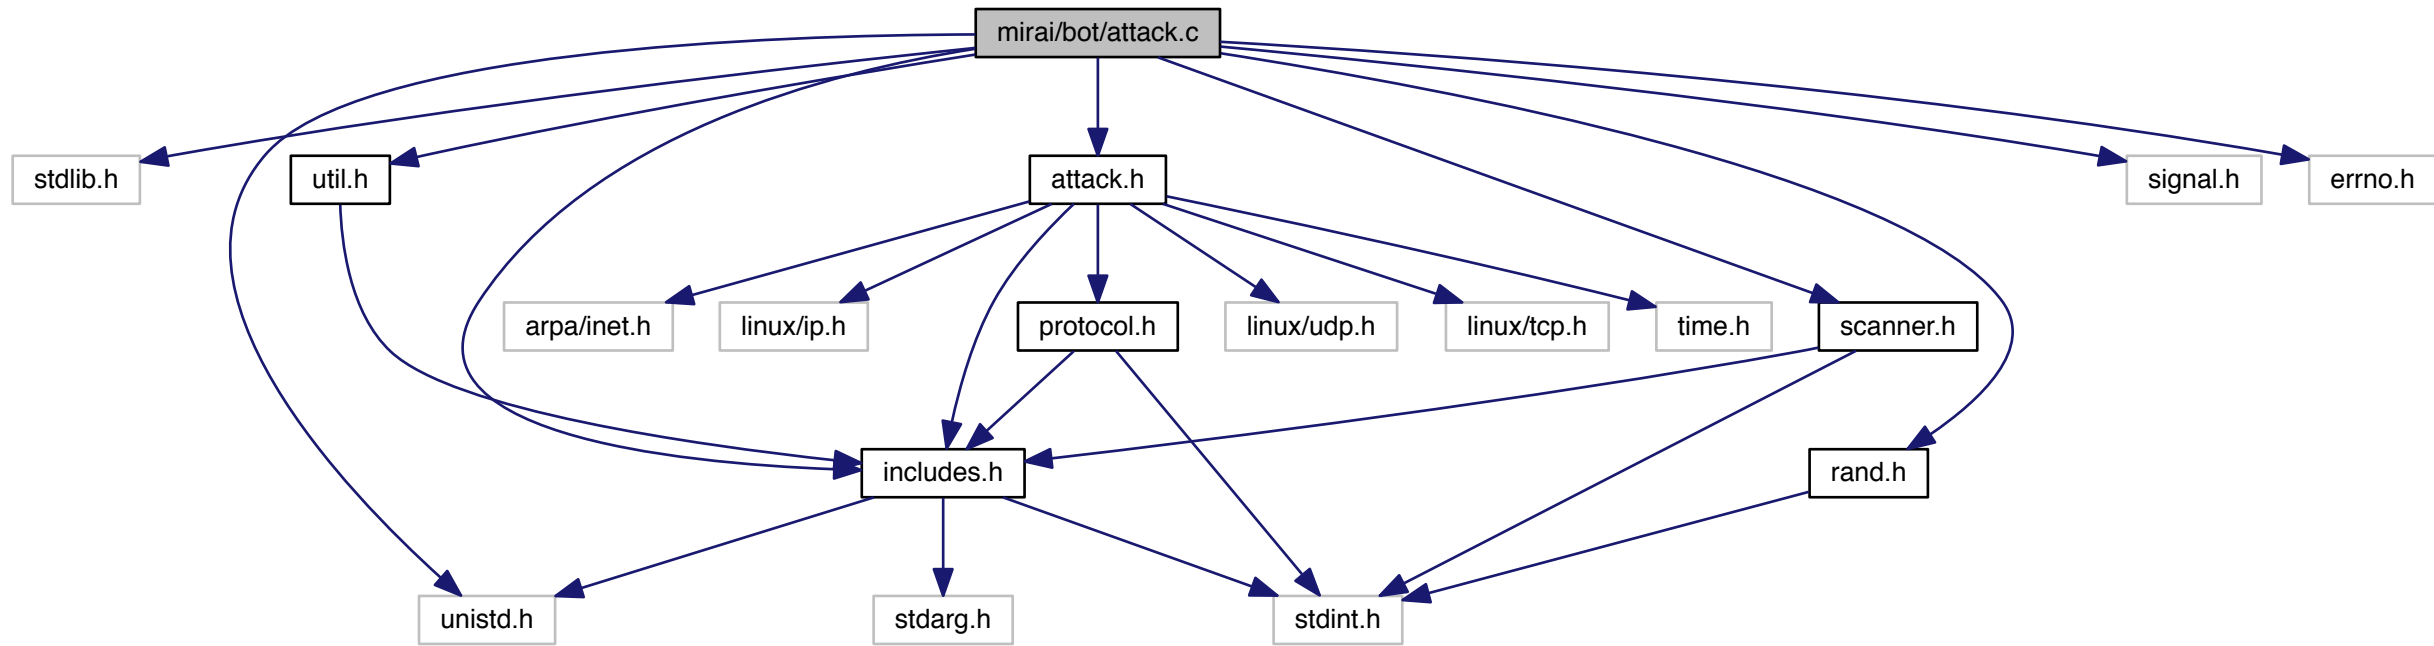 mirai/bot/attack.c
stdlib.h
util.h
attack.h
signal.h
errno.h
arpa/inet.h
linux/ip.h
protocol.h
linux/udp.h
linux/tcp.h
time.h
scanner.h
includes.h
rand.h
unistd.h
stdarg.h
stdint.h